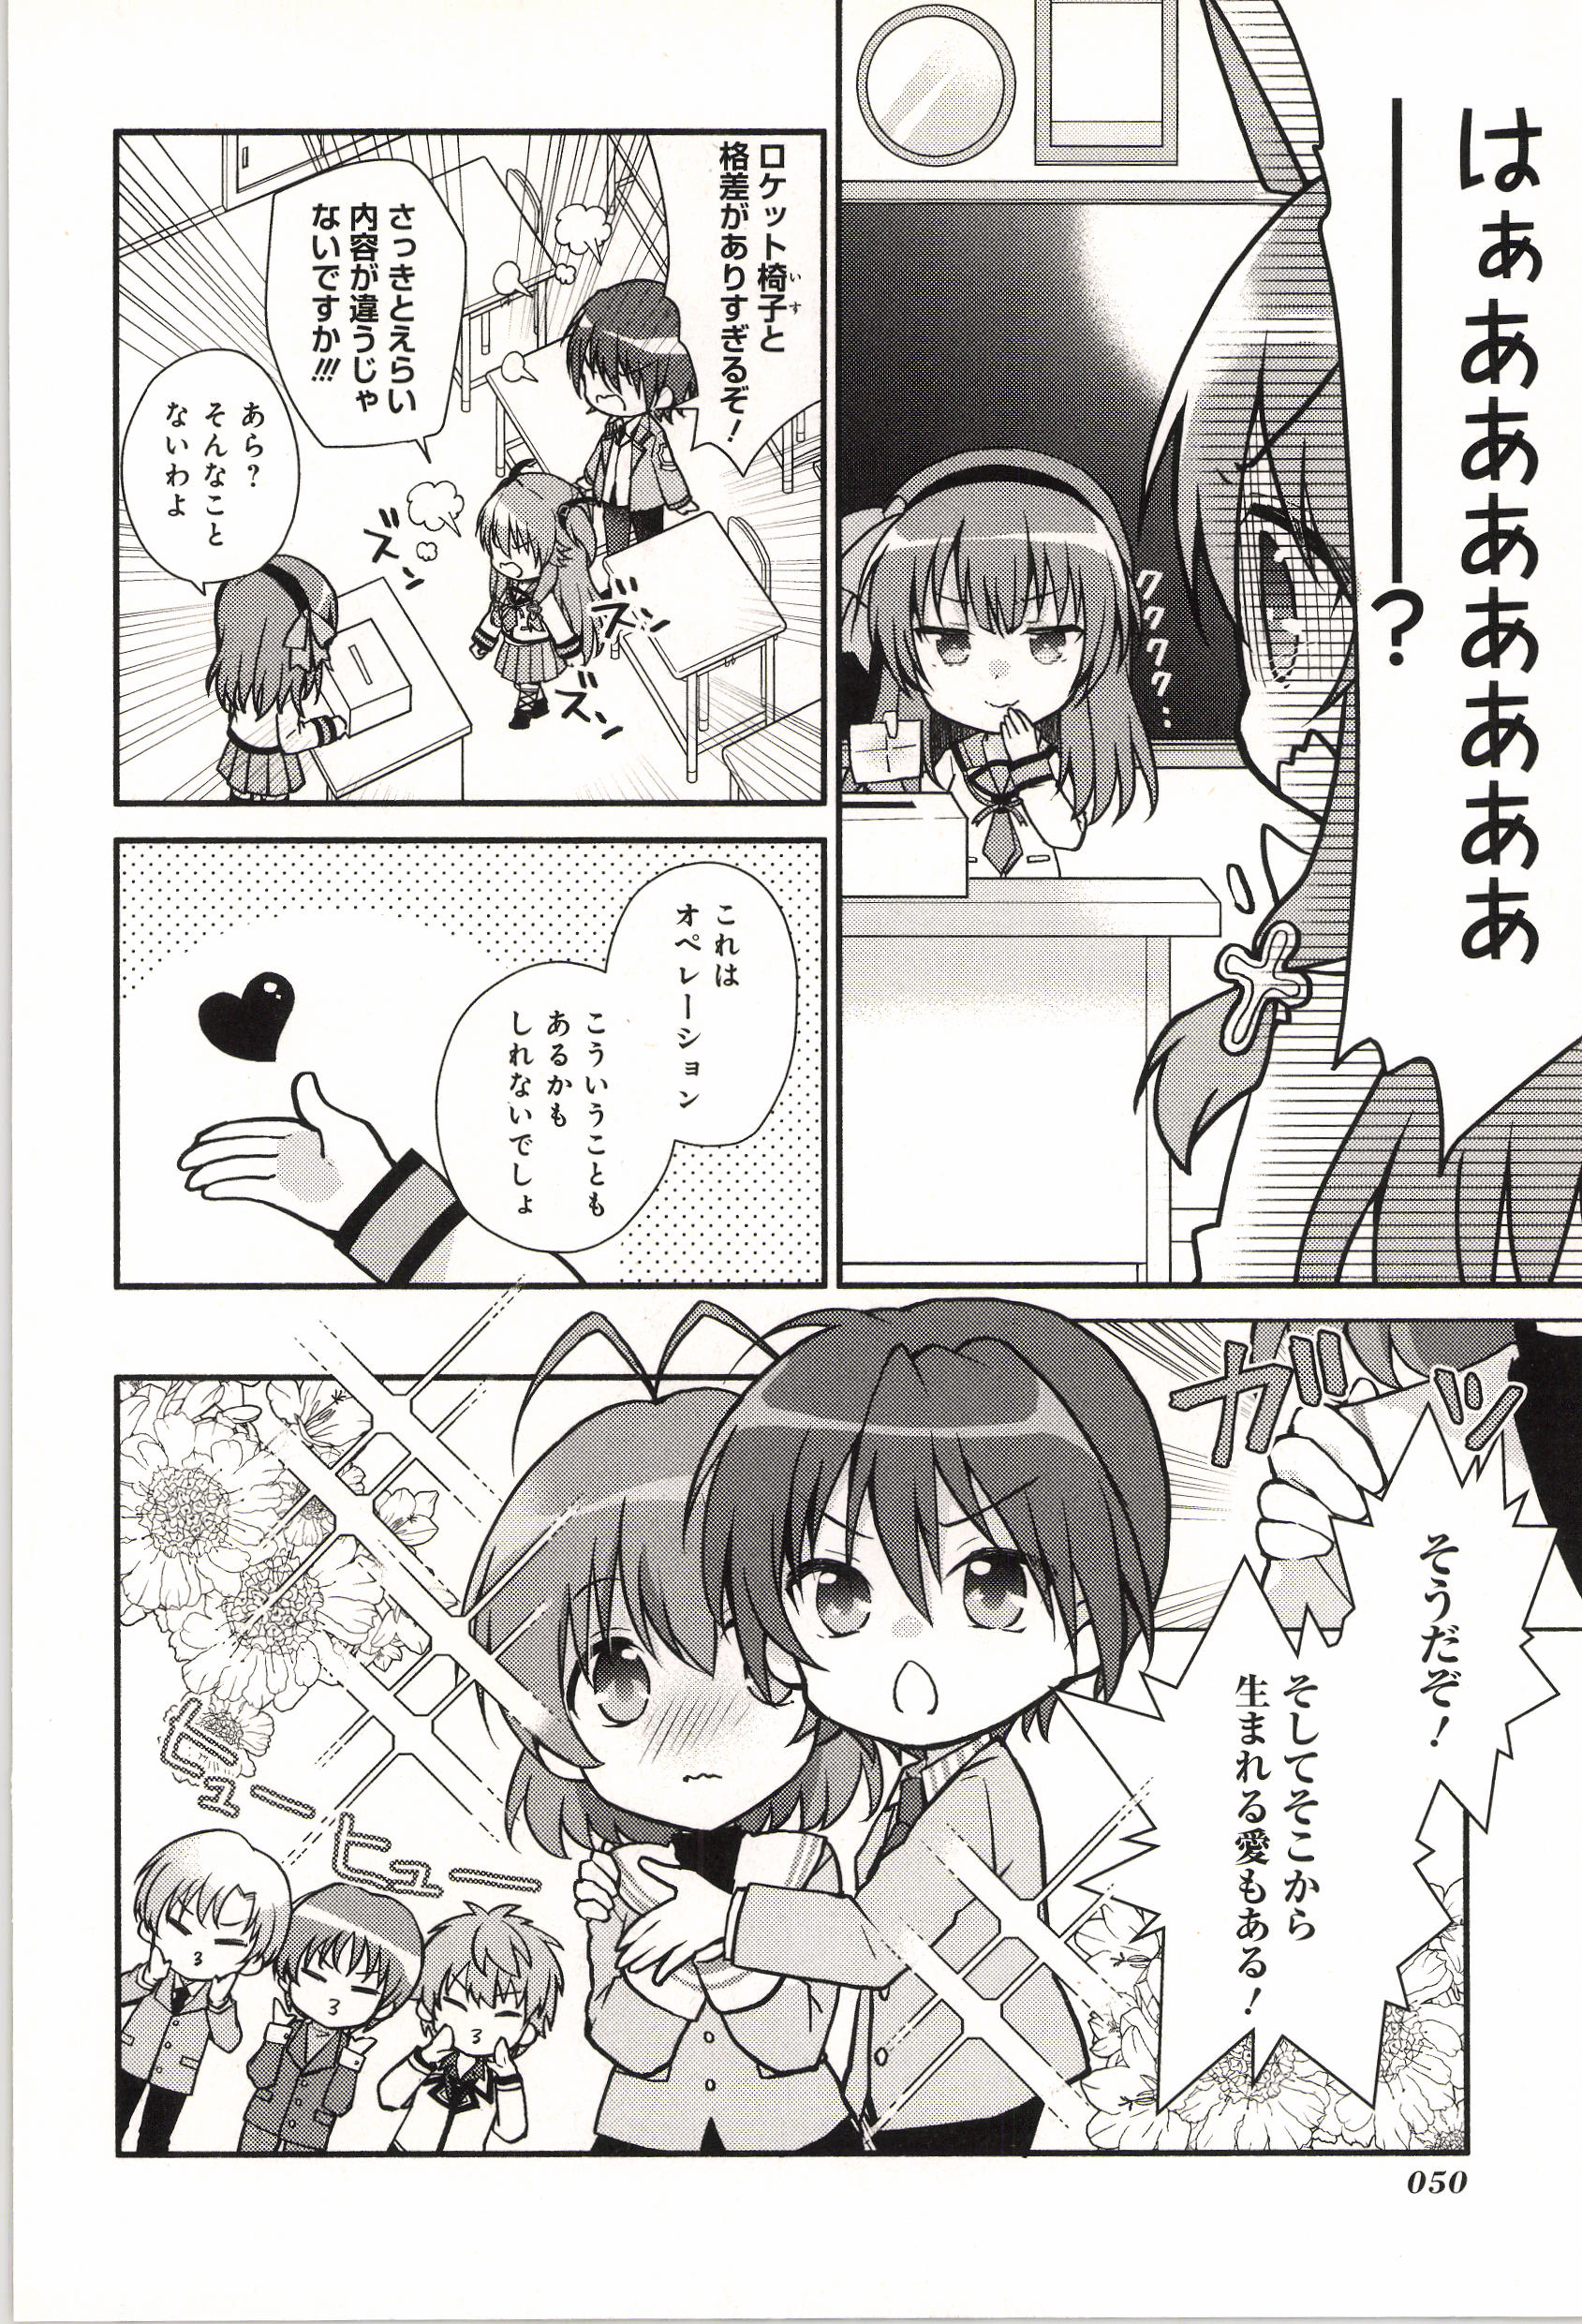 はぁあああああああ
――?
クククク…
ロケット椅子と
いす
格差がありすぎるぞ!
さっきとえらい
内容が違うじゃ
ないですか!!!
あら?
そんなこと
ないわよ
ズン
ズン
ズン
これは
オペレーション
こういうことも
あるかも
しれないでしょ
ガッ
そうだぞ!
そしてそこから
生まれる愛もある!
ヒュー
ヒュー
050